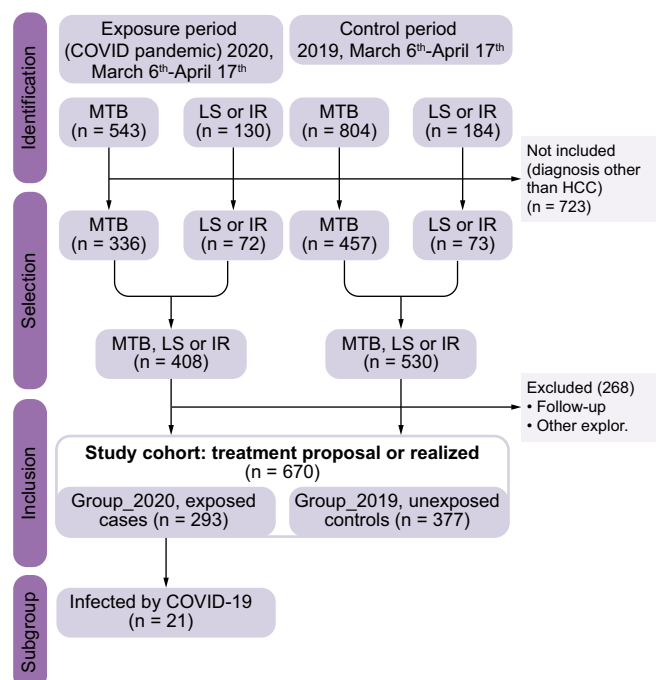 Identification
Exposure period
(COVID pandemic) 2020,
March 6th-April 17th
Control period
2019, March 6th-April 17th
MTB
(n = 543)
LS or IR
(n = 130)
MTB
(n = 804)
LS or IR
(n = 184)
Not included
(diagnosis other
than HCC)
(n = 723)
Selection
MTB
(n = 336)
LS or IR
(n = 72)
MTB
(n = 457)
LS or IR
(n = 73)
MTB, LS or IR
(n = 408)
MTB, LS or IR
(n = 530)
Excluded (268)
• Follow-up
• Other explor.
Inclusion
Study cohort: treatment proposal or realized
(n = 670)
Group_2020, exposed
cases (n = 293)
Group_2019, unexposed
controls (n = 377)
Subgroup
Infected by COVID-19
(n = 21)